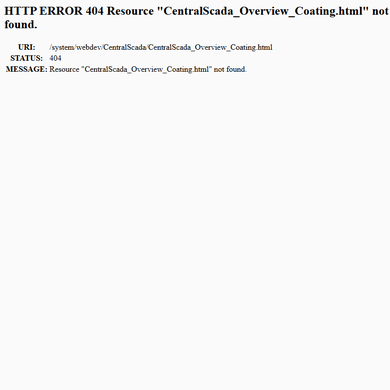 HTTP ERROR 404 Resource "CentralScada_Overview_Coating.html" not
found.
URI: /system/webdev/CentralScada/CentralScada_Overview_Coating.html
STATUS: 404
MESSAGE: Resource "CentralScada_Overview_Coating.html" not found.